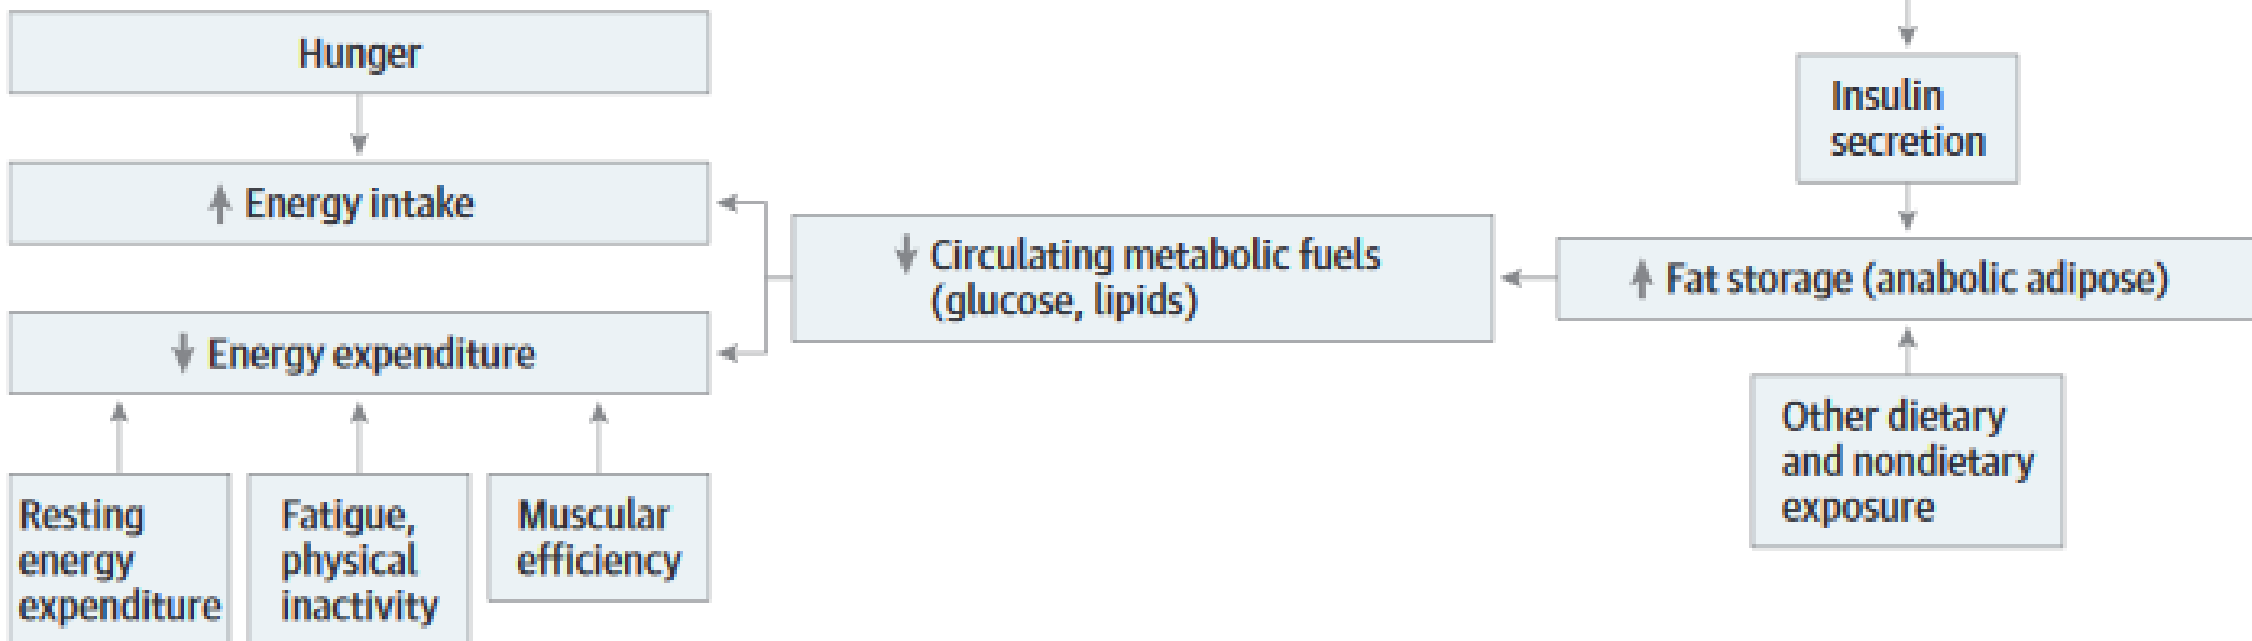 Hunger
↑ Energy intake
↓ Energy expenditure
Resting
energy
expenditure
Fatigue,
physical
inactivity
Muscular
efficiency
↓ Circulating metabolic fuels
(glucose, lipids)
Insulin
secretion
↑ Fat storage (anabolic adipose)
Other dietary
and nondietary
exposure